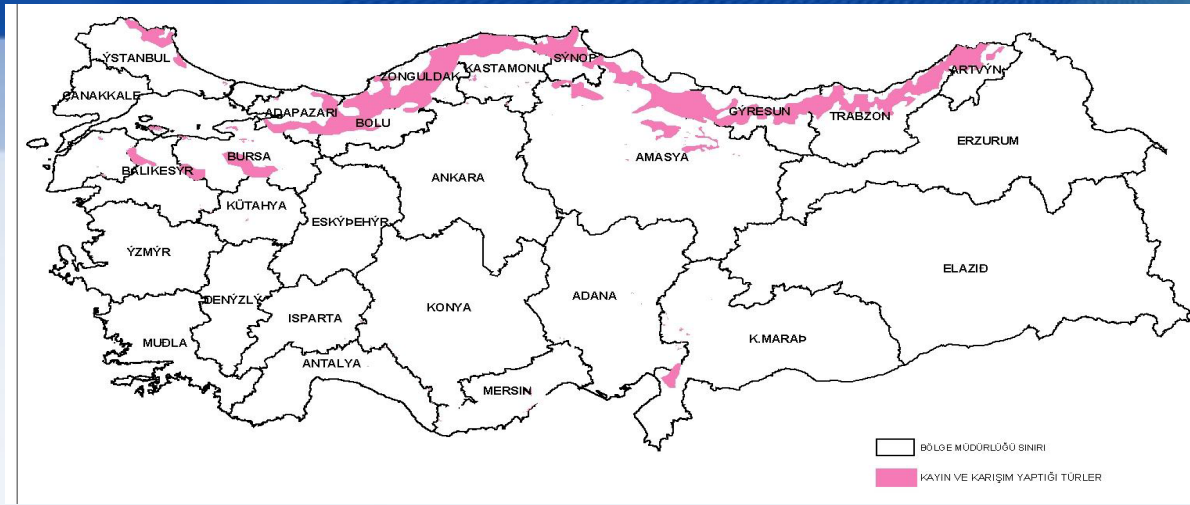 ÝSTANBUL
ÇANAKKALE
ADAPAZARI
ZONGULDAK
BOLU
KASTAMONU
SÝNOP
GÝRESUN
TRABZON
ARTVÝN
ERZURUM
AMASYA
ANKARA
BURSA
BALIKESÝR
KÜTAHYA
ESKÝÞEHÝR
ÝZMÝR
DENÝZLÝ
ISPARTA
KONYA
ADANA
ELAZIÐ
K.MARAÞ
MUÐLA
ANTALYA
MERSIN
BÖLGE MÜDÜRLÜĞÜ SINIRI
KAYIN VE KARIŞIM YAPTIĞI TÜRLER